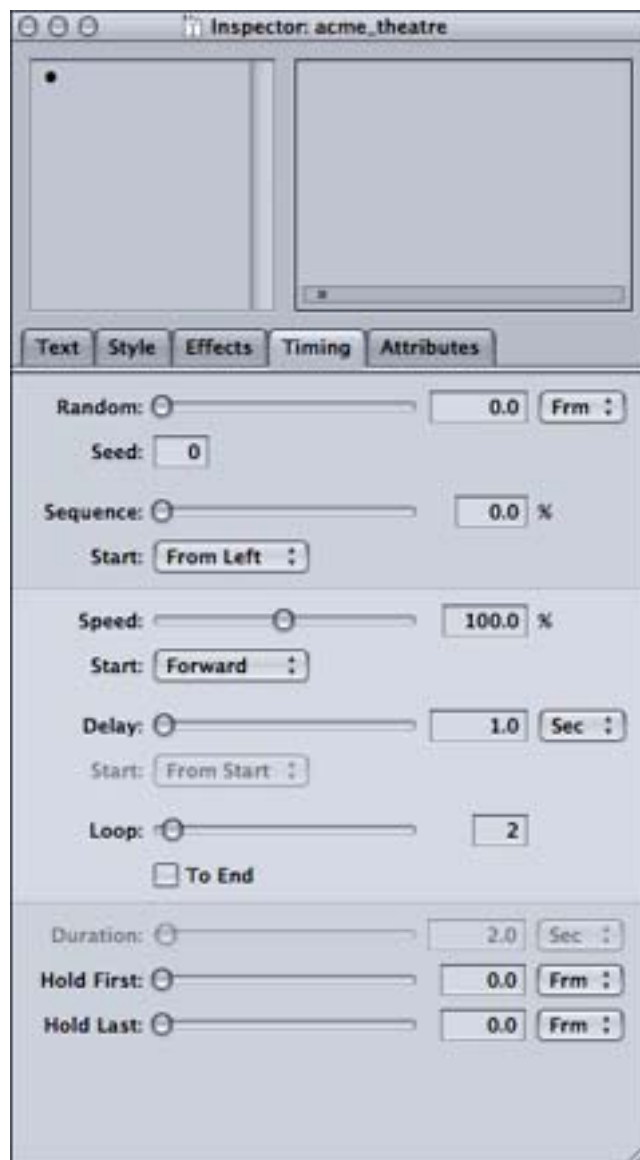 Inspector: acme_theatre
Text Style Effects Timing Attributes
Random: 0.0 Frm
Seed: 0
Sequence: 0.0 %
Start: From Left
Speed: 100.0 %
Start: Forward
Delay: 1.0 Sec
Start: From Start
Loop: 2
To End
Duration: 2.0 Sec
Hold First: 0.0 Frm
Hold Last: 0.0 Frm